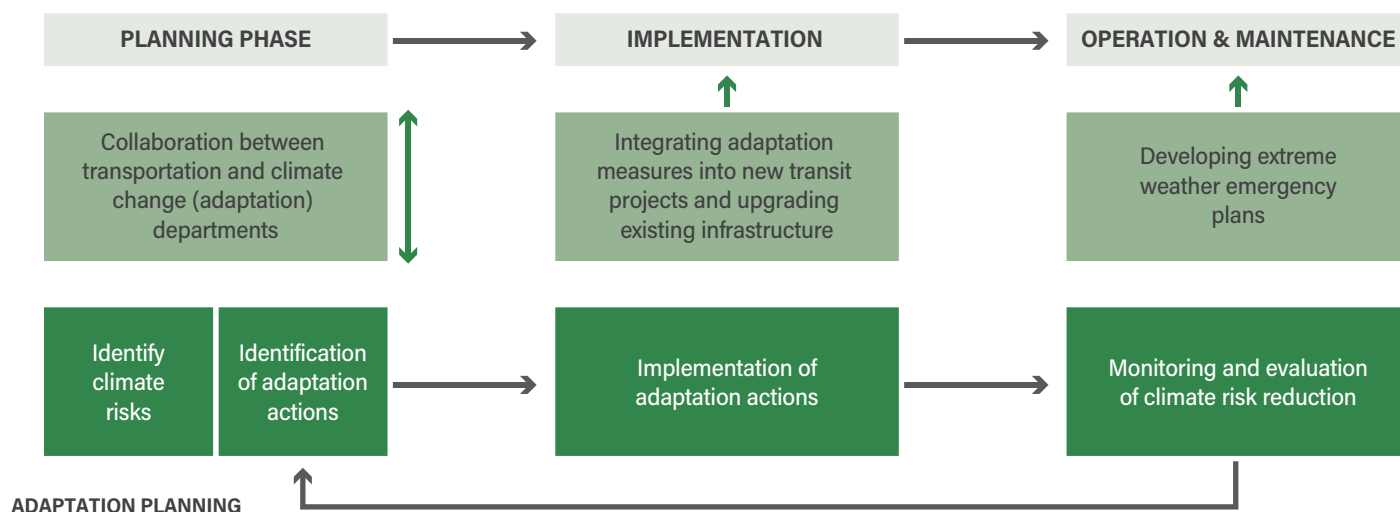 PLANNING PHASE
IMPLEMENTATION
OPERATION & MAINTENANCE
Collaboration between
transportation and climate
change (adaptation)
departments
Integrating adaptation
measures into new transit
projects and upgrading
existing infrastructure
Developing extreme
weather emergency
plans
Identify
climate
risks
Identification
of adaptation
actions
Implementation of
adaptation actions
Monitoring and evaluation
of climate risk reduction
ADAPTATION PLANNING